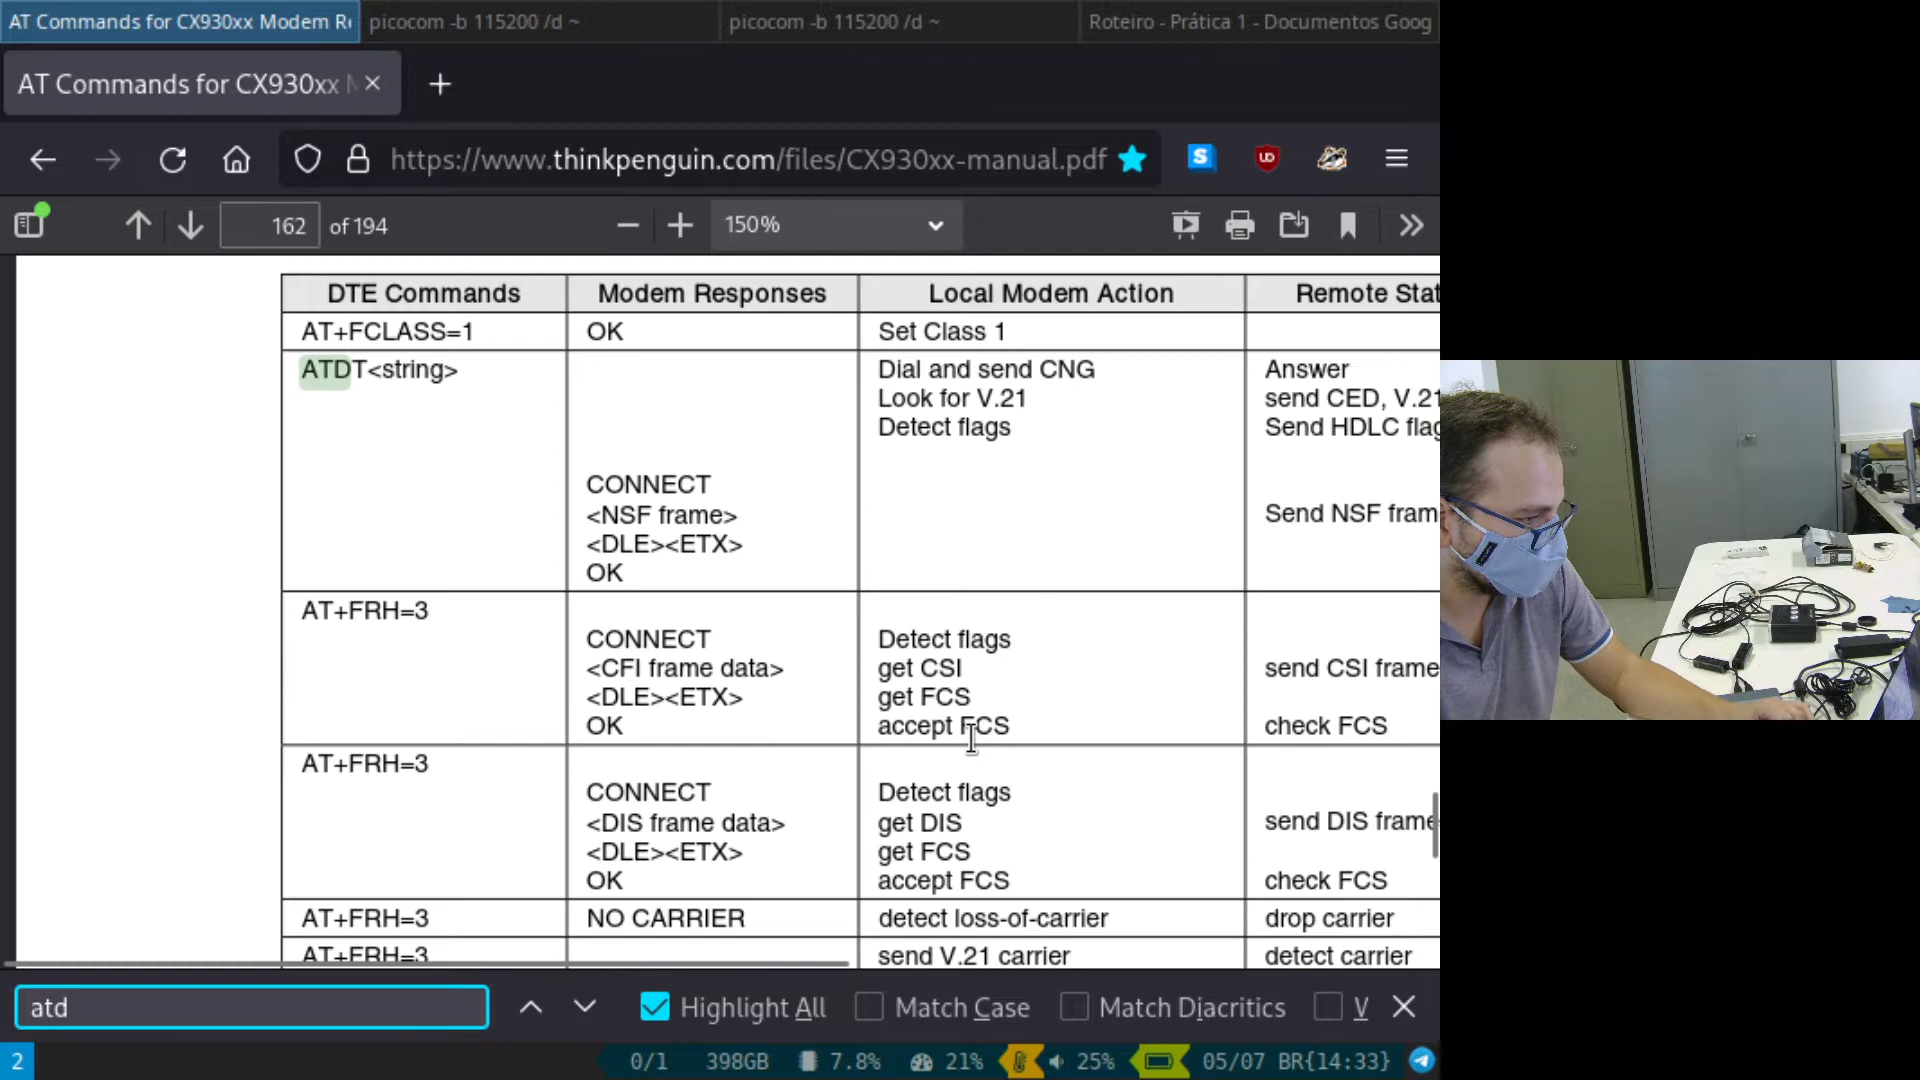 AT Commands for CX930xx Modem R
picocom -b 115200 /d ~
picocom -b 115200 /d ~
Roteiro - Prática 1 - Documentos Goog
AT Commands for CX930xx
https://www.thinkpenguin.com/files/CX930xx-manual.pdf
162 of 194
150%
DTE Commands Modem Responses Local Modem Action Remote Stat
AT+FCLASS=1 OK Set Class 1
ATDT<string> Dial and send CNG Answer
Look for V.21 send CED, V.21
Detect flags Send HDLC flag
CONNECT
<NSF frame> Send NSF fram
<DLE><ETX>
OK
AT+FRH=3
CONNECT Detect flags
<CFI frame data> get CSI send CSI frame
<DLE><ETX> get FCS
OK accept FCS check FCS
AT+FRH=3
CONNECT Detect flags
<DIS frame data> get DIS send DIS frame
<DLE><ETX> get FCS
OK accept FCS check FCS
AT+FRH=3 NO CARRIER detect loss-of-carrier drop carrier
AT+FRH=3 send V.21 carrier detect carrier
atd Highlight All Match Case Match Diacritics
2 0/1 398GB 7.8% 21% 25% 05/07 BR{14:33}